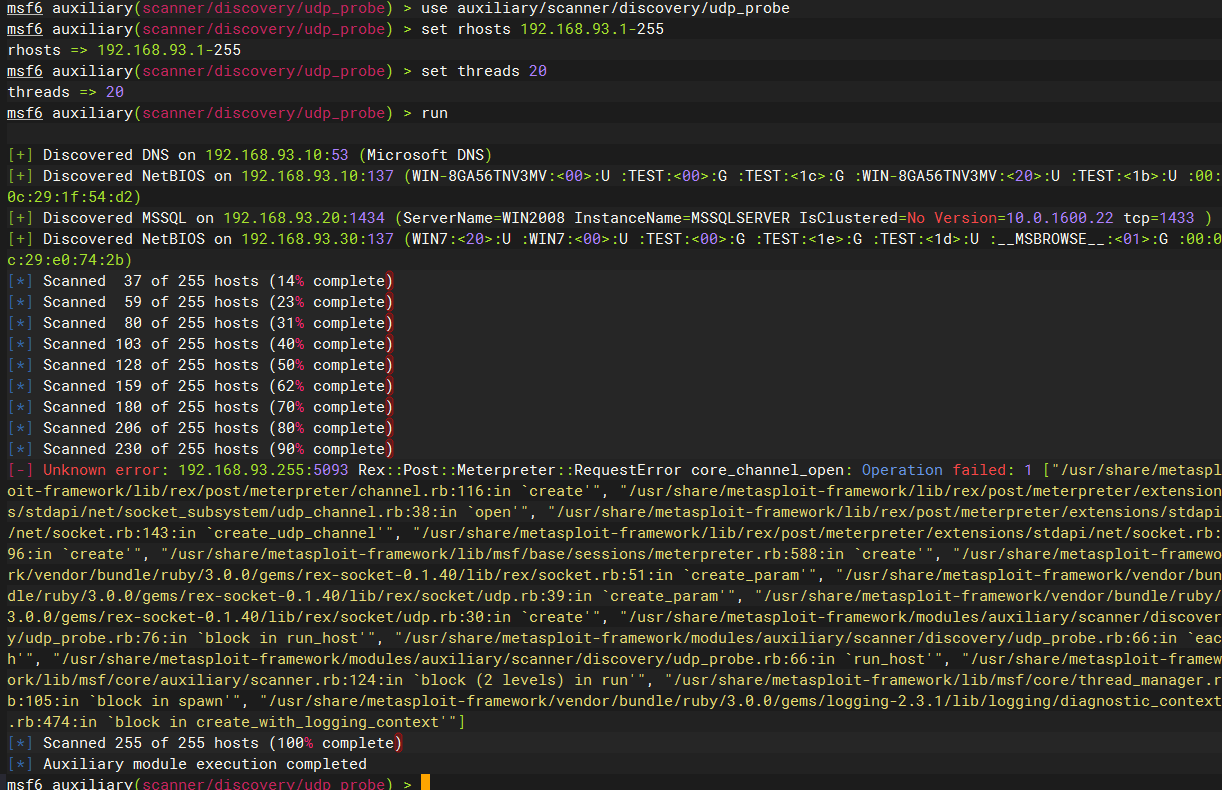 msf6 auxiliary(scanner/discovery/udp_probe) > use auxiliary/scanner/discovery/udp_probe
msf6 auxiliary(scanner/discovery/udp_probe) > set rhosts 192.168.93.1-255
rhosts => 192.168.93.1-255
msf6 auxiliary(scanner/discovery/udp_probe) > set threads 20
threads => 20
msf6 auxiliary(scanner/discovery/udp_probe) > run
[+] Discovered DNS on 192.168.93.10:53 (Microsoft DNS)
[+] Discovered NetBIOS on 192.168.93.10:137 (WIN-8GA56TNV3MV:<00>:U :TEST:<00>:G :TEST:<1c>:G :WIN-8GA56TNV3MV:<20>:U :TEST:<1b>:U :00:
0c:29:1f:54:d2)
[+] Discovered MSSQL on 192.168.93.20:1434 (ServerName=WIN2008 InstanceName=MSSQLSERVER IsClustered=No Version=10.0.1600.22 tcp=1433 )
[+] Discovered NetBIOS on 192.168.93.30:137 (WIN7:<20>:U :WIN7:<00>:U :TEST:<00>:G :TEST:<1e>:G :TEST:<1d>:U :__MSBROWSE__:<01>:G :00:0
c:29:e0:74:2b)
[*] Scanned  37 of 255 hosts (14% complete)
[*] Scanned  59 of 255 hosts (23% complete)
[*] Scanned  80 of 255 hosts (31% complete)
[*] Scanned 103 of 255 hosts (40% complete)
[*] Scanned 128 of 255 hosts (50% complete)
[*] Scanned 159 of 255 hosts (62% complete)
[*] Scanned 180 of 255 hosts (70% complete)
[*] Scanned 206 of 255 hosts (80% complete)
[*] Scanned 230 of 255 hosts (90% complete)
[-] Unknown error: 192.168.93.255:5093 Rex::Post::Meterpreter::RequestError core_channel_open: Operation failed: 1 ["/usr/share/metaspl
oit-framework/lib/rex/post/meterpreter/channel.rb:116:in `create'", "/usr/share/metasploit-framework/lib/rex/post/meterpreter/extension
s/stdapi/net/socket_subsystem/udp_channel.rb:38:in `open'", "/usr/share/metasploit-framework/lib/rex/post/meterpreter/extensions/stdapi
/net/socket.rb:143:in `create_udp_channel'", "/usr/share/metasploit-framework/lib/rex/post/meterpreter/extensions/stdapi/net/socket.rb:
96:in `create'", "/usr/share/metasploit-framework/lib/msf/base/sessions/meterpreter.rb:588:in `create'", "/usr/share/metasploit-framewo
rk/vendor/bundle/ruby/3.0.0/gems/rex-socket-0.1.40/lib/rex/socket.rb:51:in `create_param'", "/usr/share/metasploit-framework/vendor/bun
dle/ruby/3.0.0/gems/rex-socket-0.1.40/lib/rex/socket/udp.rb:39:in `create_param'", "/usr/share/metasploit-framework/vendor/bundle/ruby/
3.0.0/gems/rex-socket-0.1.40/lib/rex/socket/udp.rb:30:in `create'", "/usr/share/metasploit-framework/modules/auxiliary/scanner/discover
y/udp_probe.rb:76:in `block in run_host'", "/usr/share/metasploit-framework/modules/auxiliary/scanner/discovery/udp_probe.rb:66:in `eac
h'", "/usr/share/metasploit-framework/modules/auxiliary/scanner/discovery/udp_probe.rb:66:in `run_host'", "/usr/share/metasploit-framew
ork/lib/msf/core/auxiliary/scanner.rb:124:in `block (2 levels) in run'", "/usr/share/metasploit-framework/lib/msf/core/thread_manager.r
b:105:in `block in spawn'", "/usr/share/metasploit-framework/vendor/bundle/ruby/3.0.0/gems/logging-2.3.1/lib/logging/diagnostic_context
.rb:474:in `block in create_with_logging_context'"]
[*] Scanned 255 of 255 hosts (100% complete)
[*] Auxiliary module execution completed
msf6 auxiliary(scanner/discovery/udp_probe) >